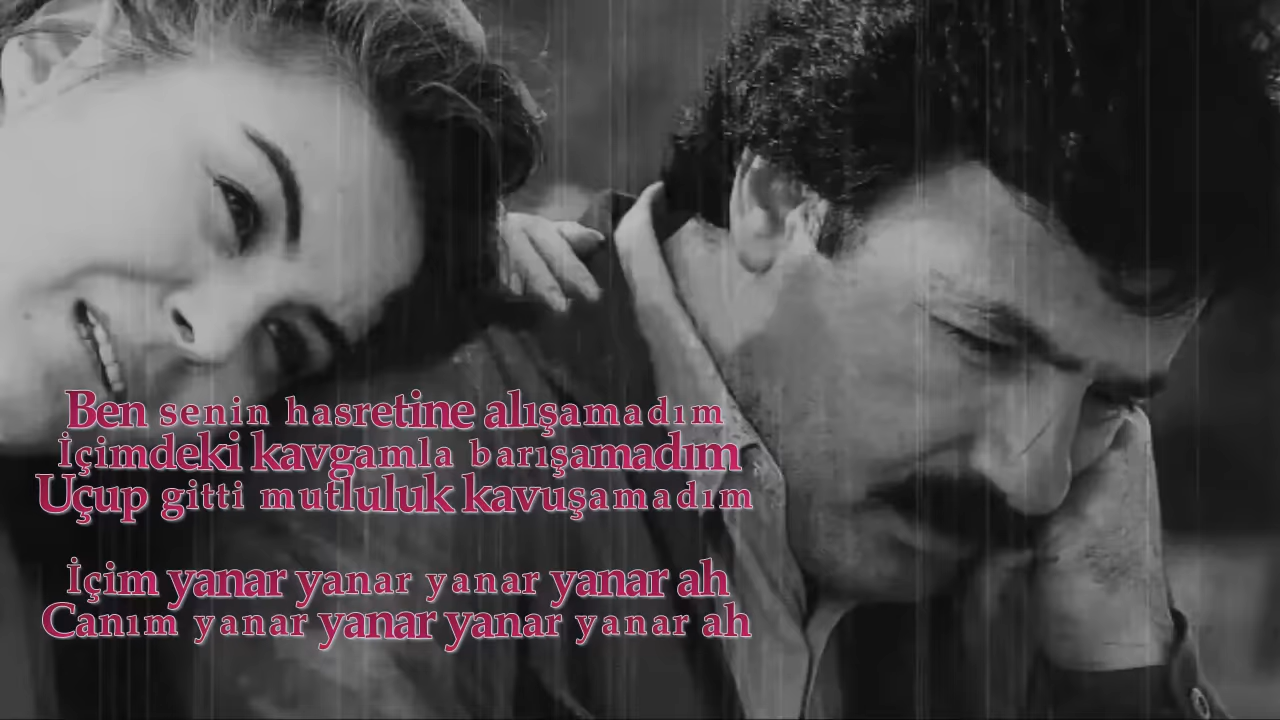 Ben senin hasretine alışamadım
İçimdeki kavgamla barışamadım
Uçup gitti mutluluk kavuşamadım
İçim yanar yanar yanar yanar ah
Canım yanar yanar yanar yanar ah